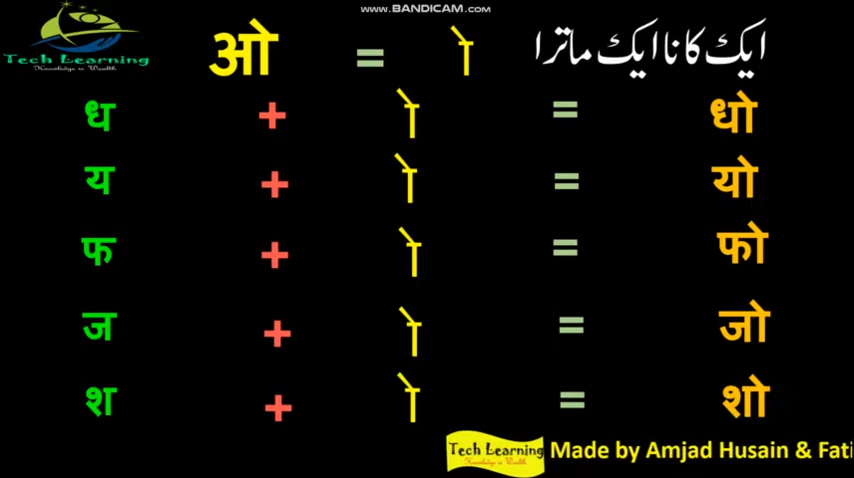 www.BANDICAM.com
Tech Learning
Knowledge is Wealth
ओ = ो ایک کانا ایک ماترا
ध + ो = धो
य + ो = यो
फ + ो = फो
ज + ो = जो
श + ो = शो
Tech Learning
Knowledge is Wealth
Made by Amjad Husain & Fati